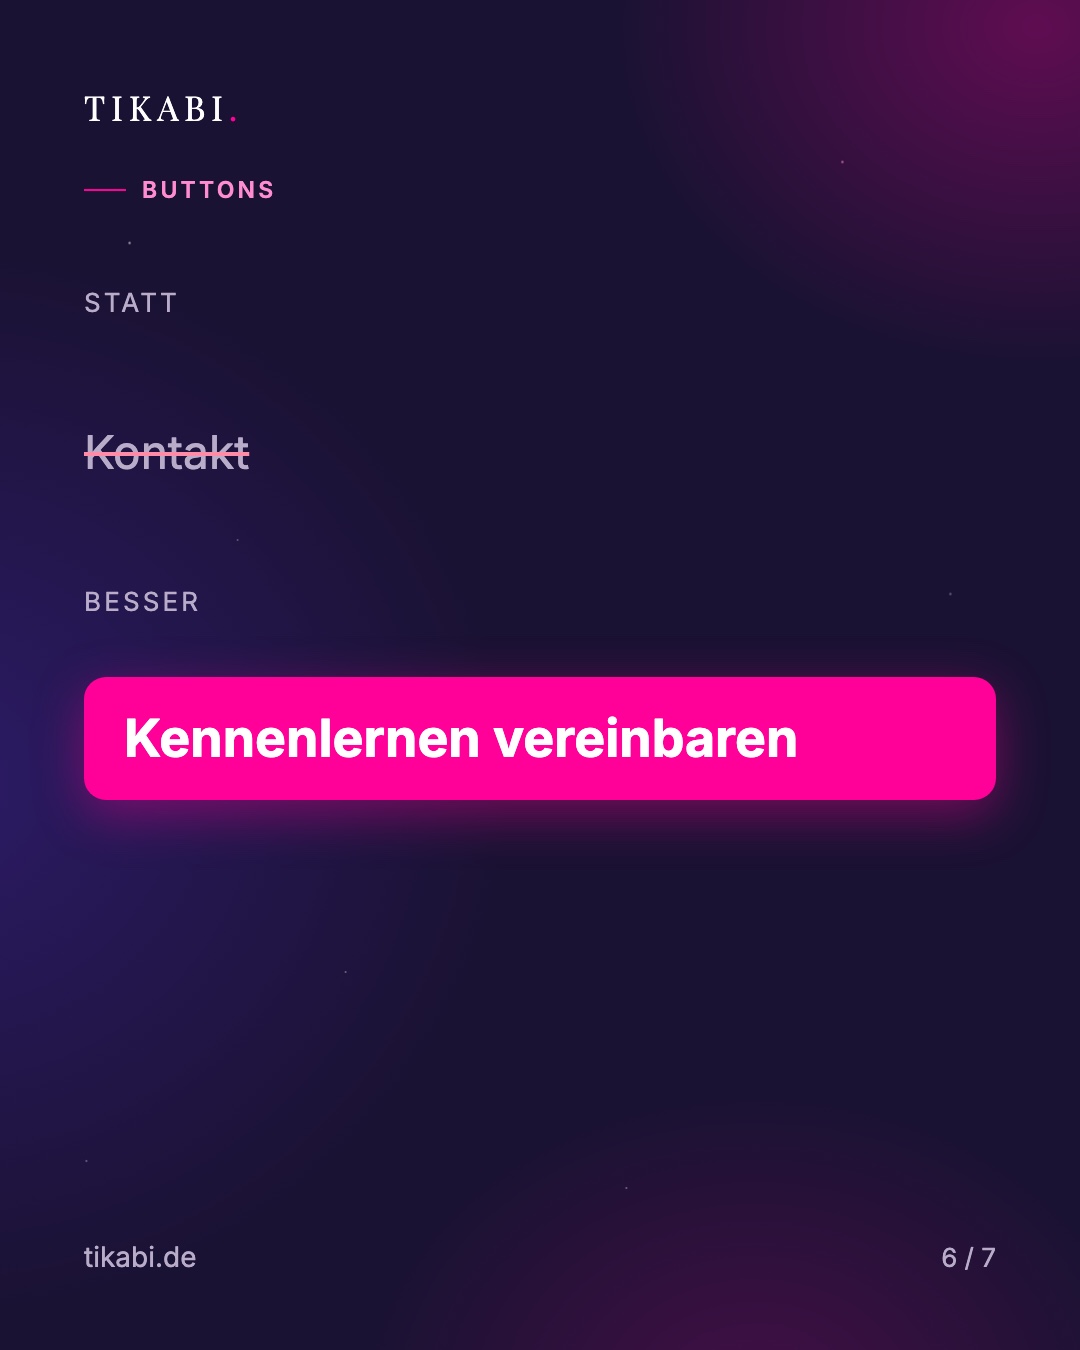 TIKABI.
BUTTONS
STATT
Kontakt
BESSER
Kennenlernen vereinbaren
tikabi.de
6 / 7